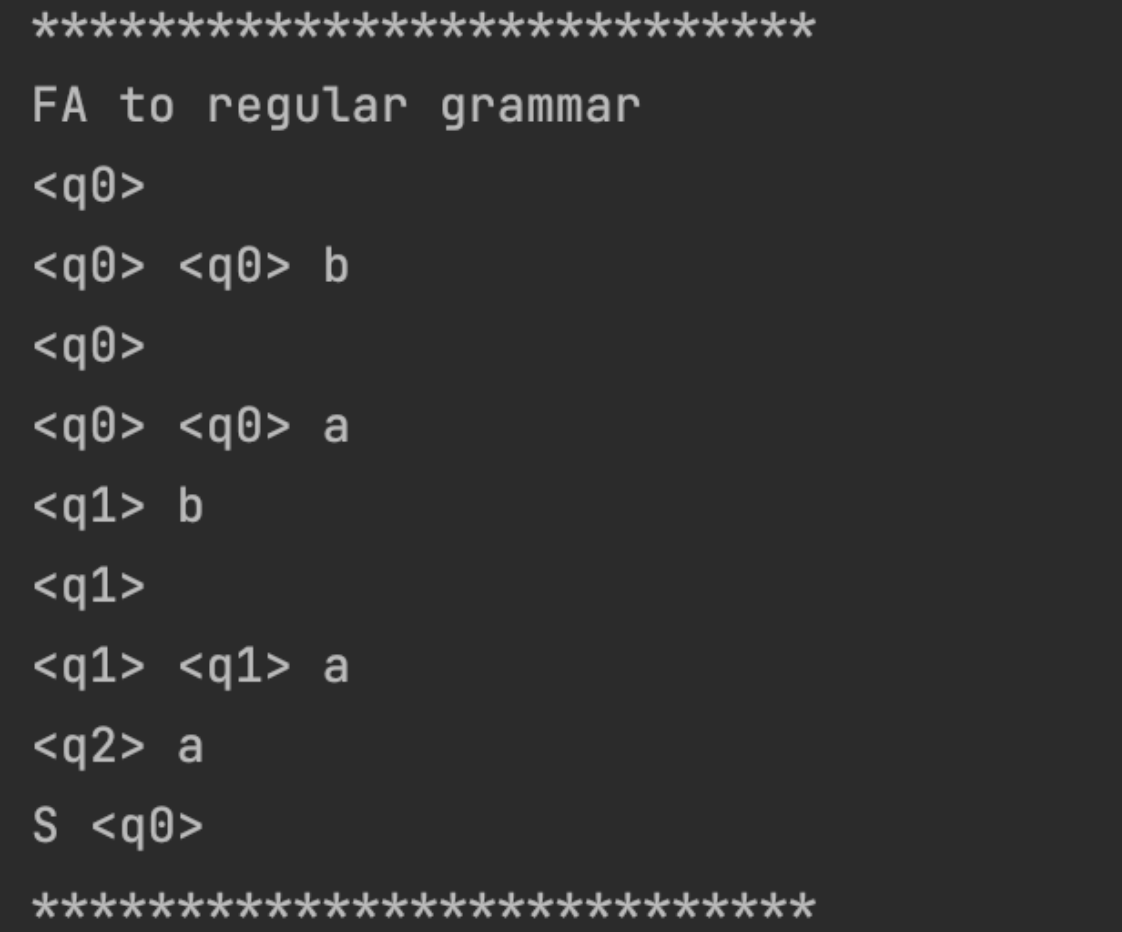 ***************************
FA to regular grammar
<q0>
<q0> <q0> b
<q0>
<q0> <q0> a
<q1> b
<q1>
<q1> <q1> a
<q2> a
S <q0>
***************************